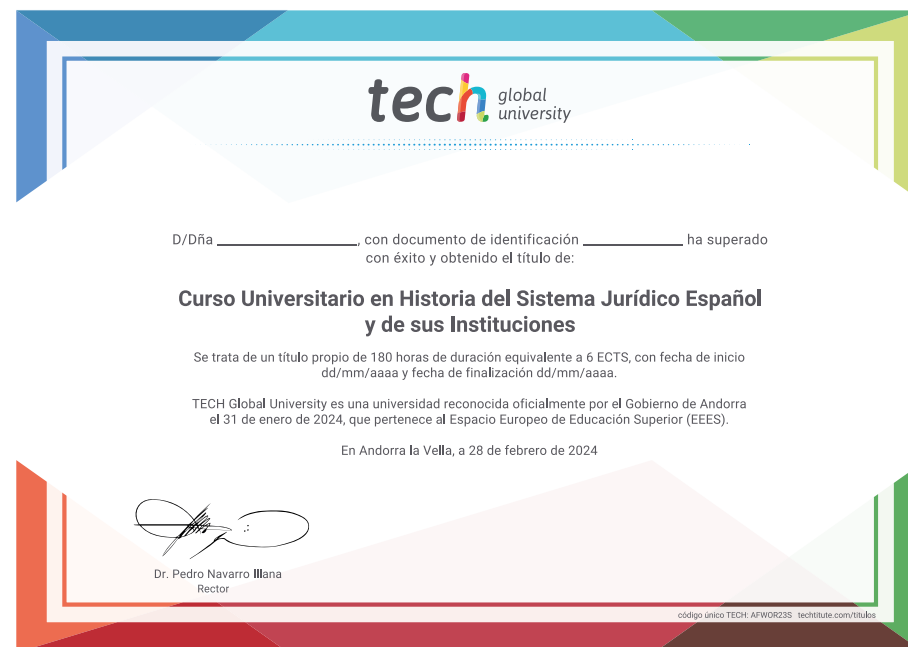 tech global university
D/Dña ______________, con documento de identificación __________ ha superado
con éxito y obtenido el título de:
Curso Universitario en Historia del Sistema Jurídico Español
y de sus Instituciones
Se trata de un título propio de 180 horas de duración equivalente a 6 ECTS, con fecha de inicio
dd/mm/aaaa y fecha de finalización dd/mm/aaaa.
TECH Global University es una universidad reconocida oficialmente por el Gobierno de Andorra
el 31 de enero de 2024, que pertenece al Espacio Europeo de Educación Superior (EEES).
En Andorra la Vella, a 28 de febrero de 2024
Dr. Pedro Navarro Illana
Rector
código único TECH: AFWOR23S techtitute.com/titulos